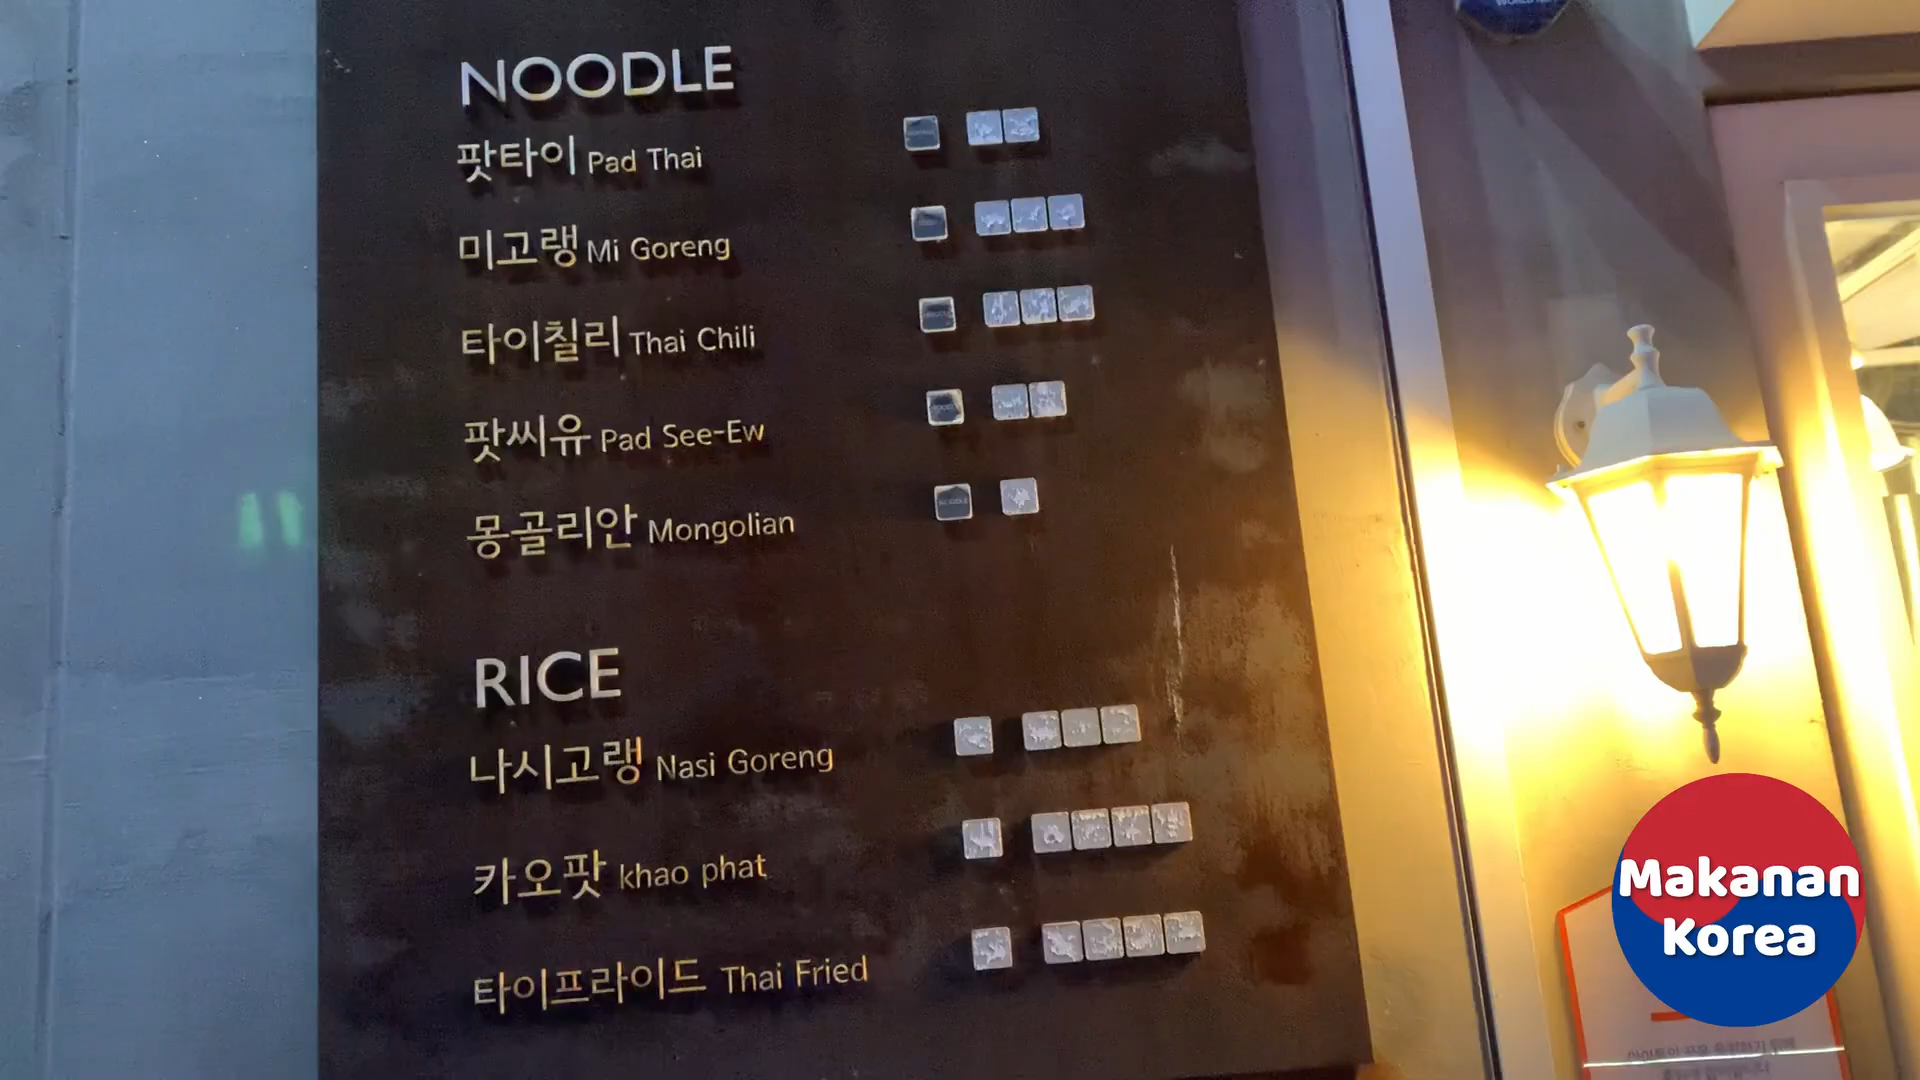 NOODLE
팟타이 Pad Thai
미고랭 Mi Goreng
타이칠리 Thai Chili
팟씨유 Pad See-Ew
몽골리안 Mongolian
NOODLE
RICE
나시고랭 Nasi Goreng
카오팟 khao phat
타이프라이드 Thai Fried
Makanan
Korea